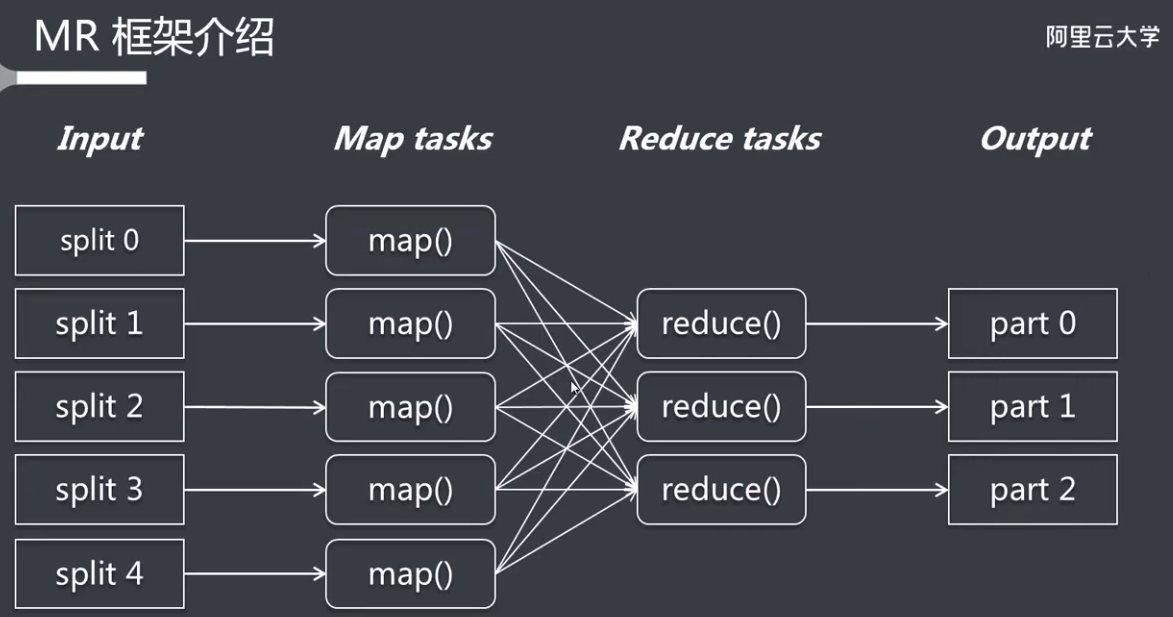 MR 框架介绍
阿里云大学
Input Map tasks Reduce tasks Output
split 0 map()
split 1 map() reduce() part 0
split 2 map() reduce() part 1
split 3 map() reduce() part 2
split 4 map()